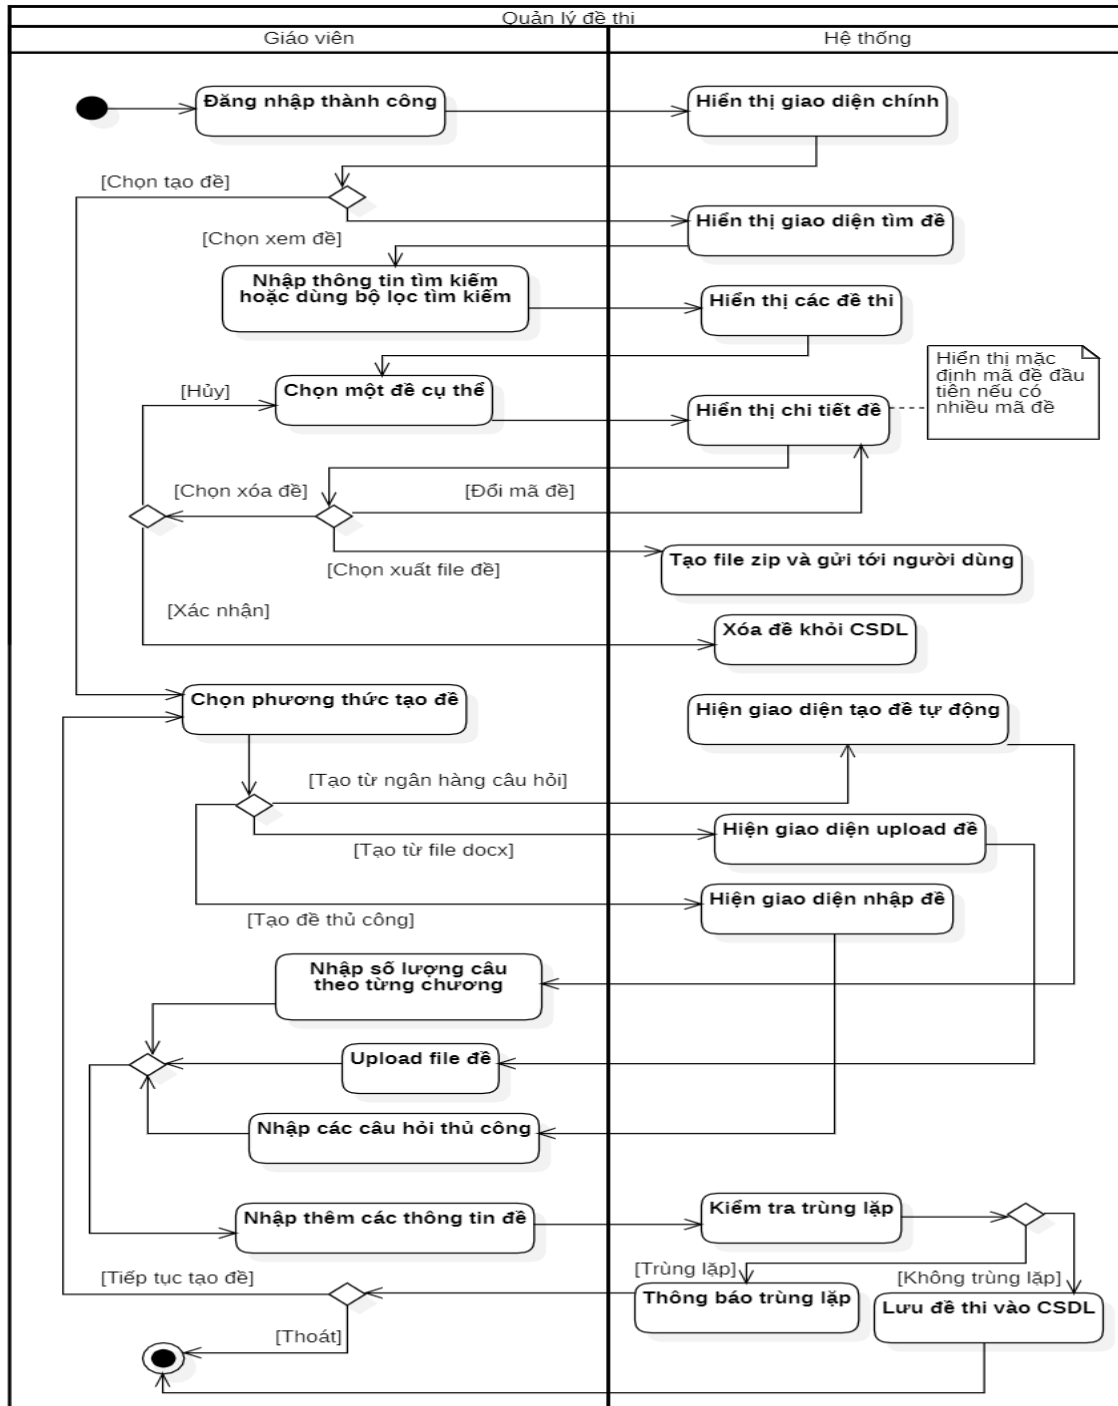 Quản lý đề thi
Giáo viên
Hệ thống
Đăng nhập thành công
Hiển thị giao diện chính
[Chọn tạo đề]
[Chọn xem đề]
Hiển thị giao diện tìm đề
Nhập thông tin tìm kiếm
hoặc dùng bộ lọc tìm kiếm
Hiển thị các đề thi
Hiển thị mặc
định mã đề đầu
tiên nếu có
nhiều mã đề
[Hủy]
Chọn một đề cụ thể
Hiển thị chi tiết đề
[Chọn xóa đề]
[Đổi mã đề]
[Chọn xuất file đề]
Tạo file zip và gửi tới người dùng
[Xác nhận]
Xóa đề khỏi CSDL
Chọn phương thức tạo đề
Hiện giao diện tạo đề tự động
[Tạo từ ngân hàng câu hỏi]
Hiện giao diện upload đề
[Tạo từ file docx]
Hiện giao diện nhập đề
[Tạo đề thủ công]
Nhập số lượng câu
theo từng chương
Upload file đề
Nhập các câu hỏi thủ công
Nhập thêm các thông tin đề
Kiểm tra trùng lặp
[Tiếp tục tạo đề]
[Trùng lặp]
[Không trùng lặp]
Thông báo trùng lặp
Lưu đề thi vào CSDL
[Thoát]